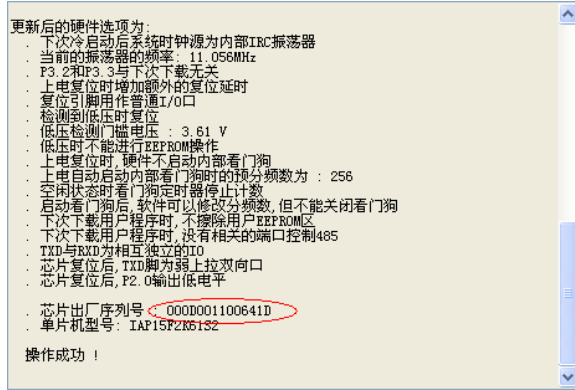 更新后的硬件选项为:
. 下次冷启动后系统时钟源为内部IRC振荡器
. 当前的振荡器的频率: 11.056MHz
. P3.2和P3.3与下次下载无关
. 上电复位时增加额外的复位延时
. 复位引脚用作普通I/O口
. 检测到低压时复位
. 低压检测门槛电压 : 3.61 V
. 低压时不能进行EEPROM操作
. 上电复位时,硬件不启动内部看门狗
. 上电自动启动内部看门狗时的预分频数为 : 256
. 空闲状态时看门狗定时器停止计数
. 启动看门狗后,软件可以修改分频数,但不能关闭看门狗
. 下次下载用户程序时,不擦除用户EEPROM区
. 下次下载用户程序时,没有相关的端口控制485
. TXD与RXD为相互独立的IO
. 芯片复位后,TXD脚为弱上拉双向口
. 芯片复位后,P2.0输出低电平
. 芯片出厂序列号 : 000D001100641D
. 单片机型号: IAP15F2K61S2
操作成功 !